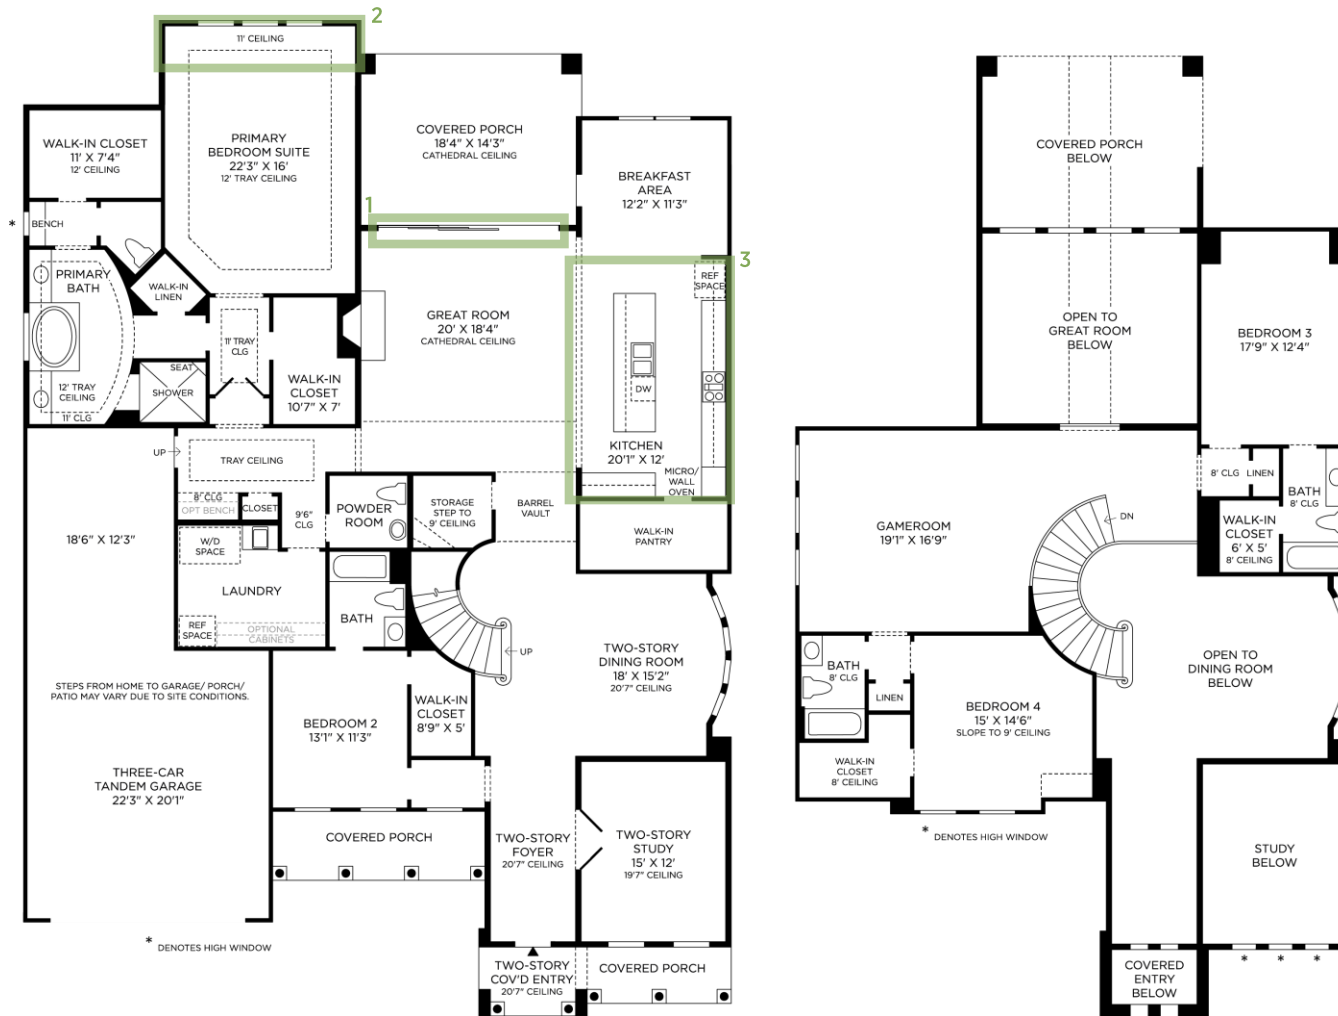 2
11' CEILING
WALK-IN CLOSET
11' X 7'4"
12' CEILING
PRIMARY
BEDROOM SUITE
22'3" X 16'
12' TRAY CEILING
COVERED PORCH
18'4" X 14'3"
CATHEDRAL CEILING
BREAKFAST
AREA
12'2" X 11'3"
1
3
*
BENCH
PRIMARY
BATH
WALK-IN
LINEN
REF
SPACE
GREAT ROOM
20' X 18'4"
CATHEDRAL CEILING
11' TRAY
CLG
SEAT
SHOWER
12' TRAY
CEILING
11' CLG
WALK-IN
CLOSET
10'7" X 7'
DW
KITCHEN
20'1" X 12'
MICRO/
WALL
OVEN
UP
TRAY CEILING
8' CLG
OPT BENCH
CLOSET
9'6"
CLG
POWDER
ROOM
STORAGE
STEP TO
9' CEILING
BARREL
VAULT
WALK-IN
PANTRY
18'6" X 12'3"
W/D
SPACE
LAUNDRY
REF
SPACE
OPTIONAL
CABINETS
BATH
UP
TWO-STORY
DINING ROOM
18' X 15'2"
20'7" CEILING
STEPS FROM HOME TO GARAGE/ PORCH/
PATIO MAY VARY DUE TO SITE CONDITIONS.
BEDROOM 2
13'1" X 11'3"
WALK-IN
CLOSET
8'9" X 5'
THREE-CAR
TANDEM GARAGE
22'3" X 20'1"
COVERED PORCH
TWO-STORY
FOYER
20'7" CEILING
TWO-STORY
STUDY
15' X 12'
19'7" CEILING
* DENOTES HIGH WINDOW
TWO-STORY
COV'D ENTRY
20'7" CEILING
COVERED PORCH
COVERED PORCH
BELOW
OPEN TO
GREAT ROOM
BELOW
BEDROOM 3
17'9" X 12'4"
8' CLG
LINEN
BATH
8' CLG
WALK-IN
CLOSET
6' X 5'
8' CEILING
GAMEROOM
19'1" X 16'9"
DN
BATH
8' CLG
LINEN
BEDROOM 4
15' X 14'6"
SLOPE TO 9' CEILING
OPEN TO
DINING ROOM
BELOW
WALK-IN
CLOSET
8' CEILING
* DENOTES HIGH WINDOW
STUDY
BELOW
* * *
COVERED
ENTRY
BELOW